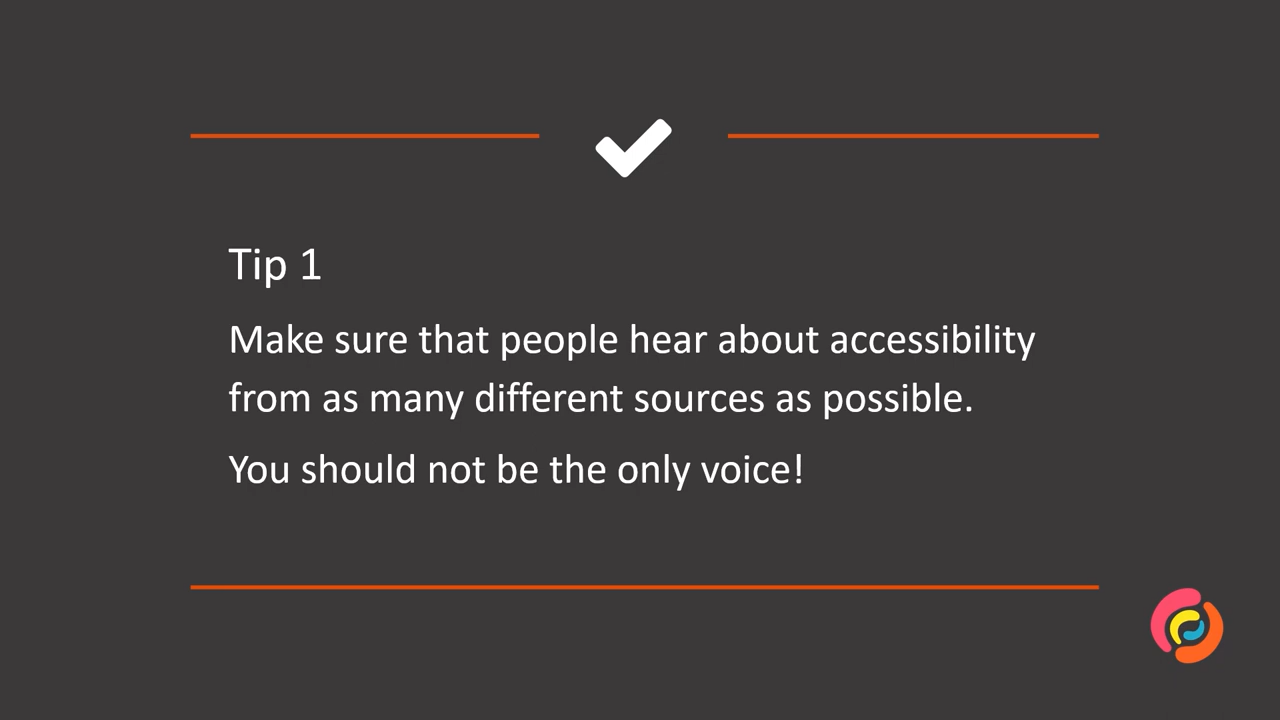 Tip 1
Make sure that people hear about accessibility
from as many different sources as possible.
You should not be the only voice!